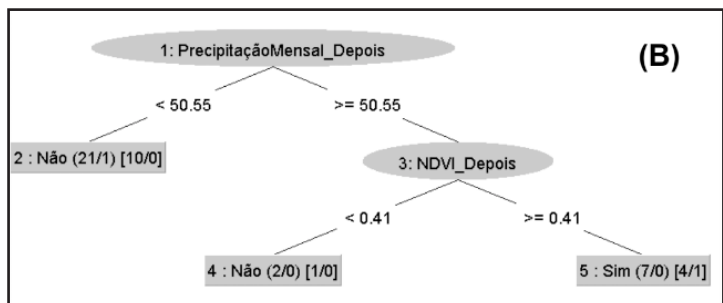 1: PrecipitaçãoMensal_Depois
(B)
< 50.55
>= 50.55
2 : Não (21/1) [10/0]
3: NDVI_Depois
< 0.41
>= 0.41
4 : Não (2/0) [1/0]
5 : Sim (7/0) [4/1]